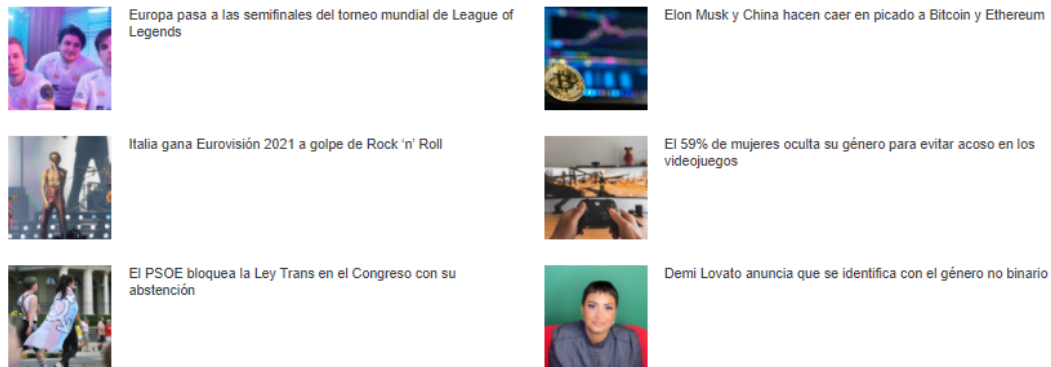 Europa pasa a las semifinales del torneo mundial de League of
Legends
Elon Musk y China hacen caer en picado a Bitcoin y Ethereum
Italia gana Eurovisión 2021 a golpe de Rock ‘n’ Roll
El 59% de mujeres oculta su género para evitar acoso en los
videojuegos
El PSOE bloquea la Ley Trans en el Congreso con su
abstención
Demi Lovato anuncia que se identifica con el género no binario